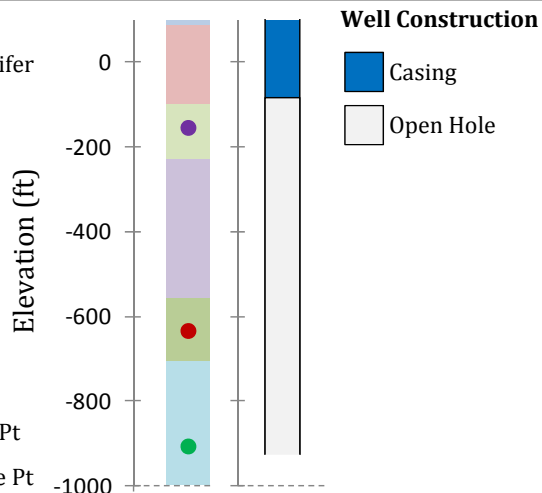 Well Construction
Casing
Open Hole
ifer
Pt
e Pt
Elevation (ft)
0
-200
-400
-600
-800
-1000